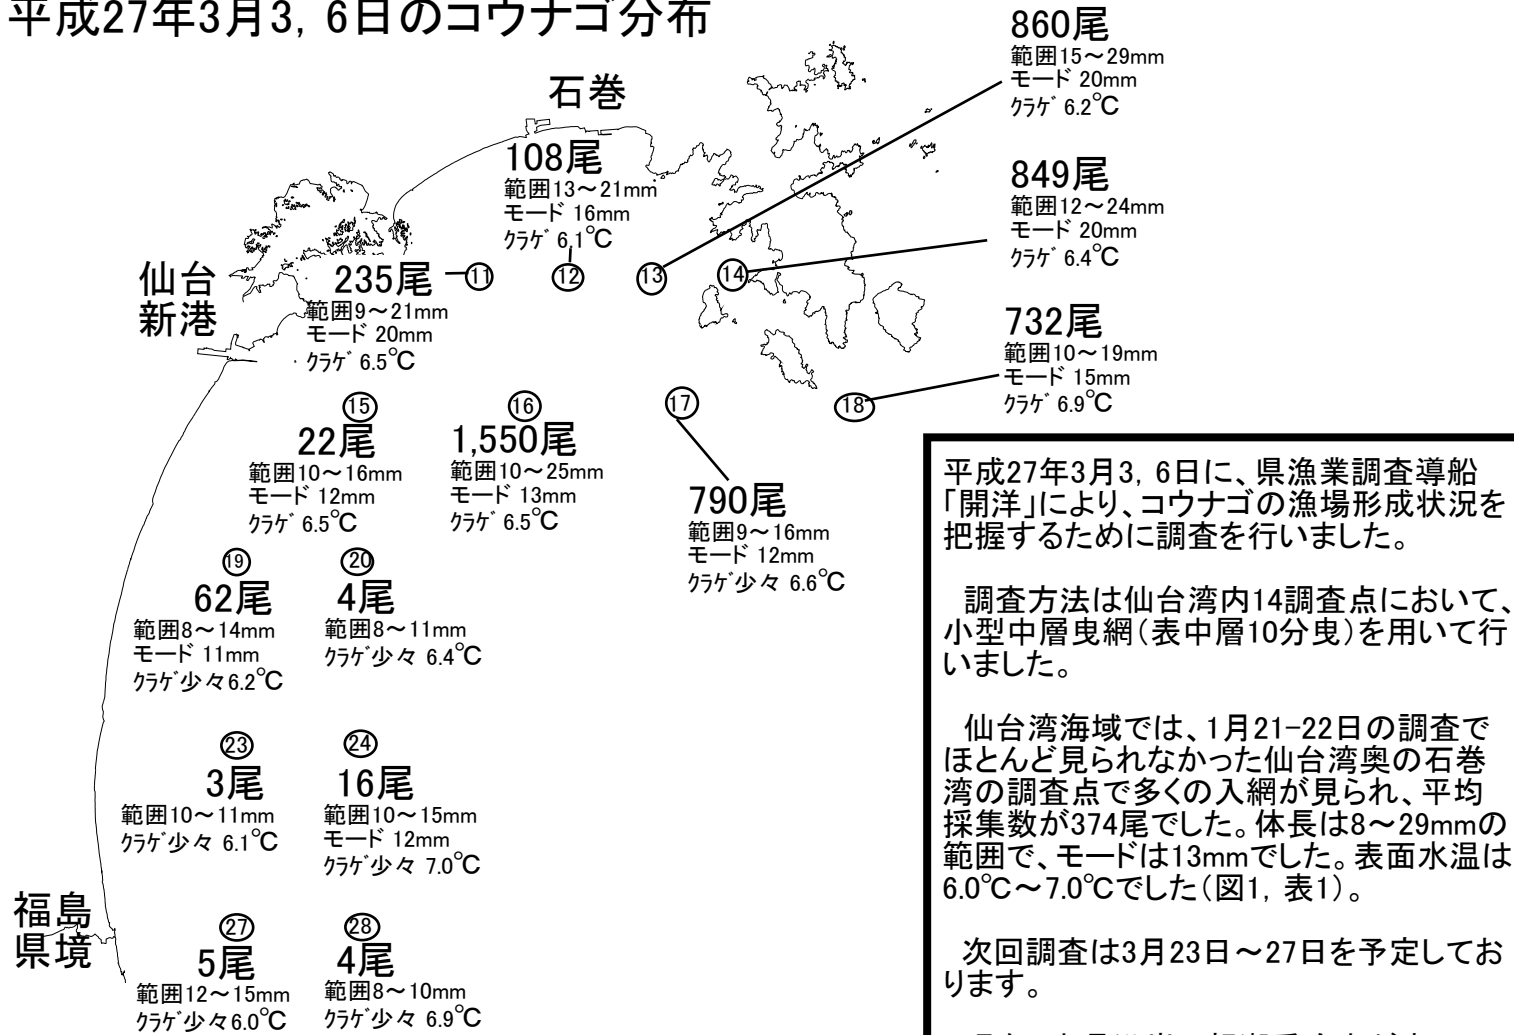 平成27年3月3, 6日のコウナゴ分布
石巻
仙台
新港
福島
県境
860尾
範囲15～29mm
モード 20mm
クラゲ 6.2℃
108尾
範囲13～21mm
モード 16mm
クラゲ 6.1℃
849尾
範囲12～24mm
モード 20mm
クラゲ 6.4℃
235尾
範囲9～21mm
モード 20mm
クラゲ 6.5℃
⑪
⑫
⑬
⑭
732尾
範囲10～19mm
モード 15mm
クラゲ 6.9℃
⑮
22尾
範囲10～16mm
モード 12mm
クラゲ 6.5℃
⑯
1,550尾
範囲10～25mm
モード 13mm
クラゲ 6.5℃
⑰
790尾
範囲9～16mm
モード 12mm
クラゲ少々 6.6℃
⑱
⑲
62尾
範囲8～14mm
モード 11mm
クラゲ少々6.2℃
⑳
4尾
範囲8～11mm
クラゲ少々 6.4℃
㉓
3尾
範囲10～11mm
クラゲ少々 6.1℃
㉔
16尾
範囲10～15mm
モード 12mm
クラゲ少々 7.0℃
㉗
5尾
範囲12～15mm
クラゲ少々6.0℃
㉘
4尾
範囲8～10mm
クラゲ少々 6.9℃
平成27年3月3, 6日に、県漁業調査導船
「開洋」により、コウナゴの漁場形成状況を
把握するために調査を行いました。
調査方法は仙台湾内14調査点において、
小型中層曳網（表中層10分曳）を用いて行
いました。
仙台湾海域では、1月21-22日の調査で
ほとんど見られなかった仙台湾奥の石巻
湾の調査点で多くの入網が見られ、平均
採集数が374尾でした。体長は8～29mmの
範囲で、モードは13mmでした。表面水温は
6.0℃～7.0℃でした（図1, 表1）。
次回調査は3月23日～27日を予定してお
ります。